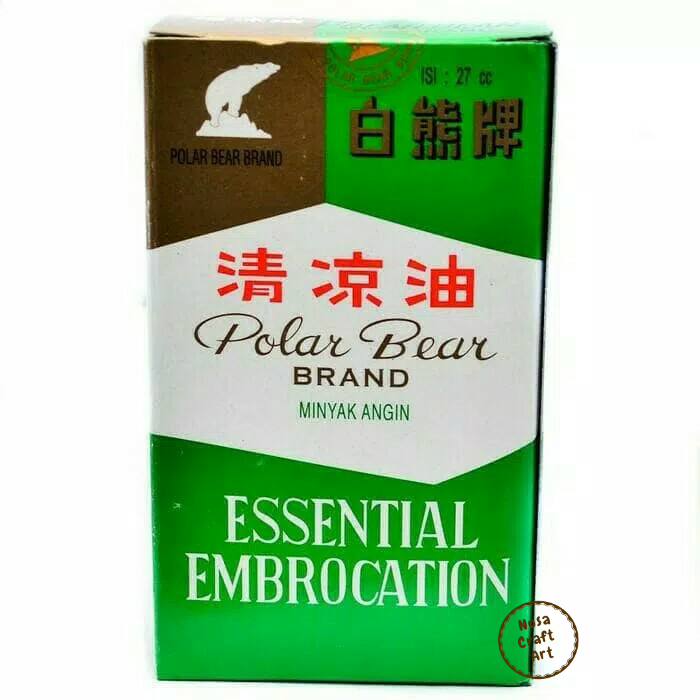 ISI : 27 cc
白熊牌
POLAR BEAR BRAND
清凉油
Polar Bear
BRAND
MINYAK ANGIN
ESSENTIAL
EMBROCATION
Nusa
Craft
Art